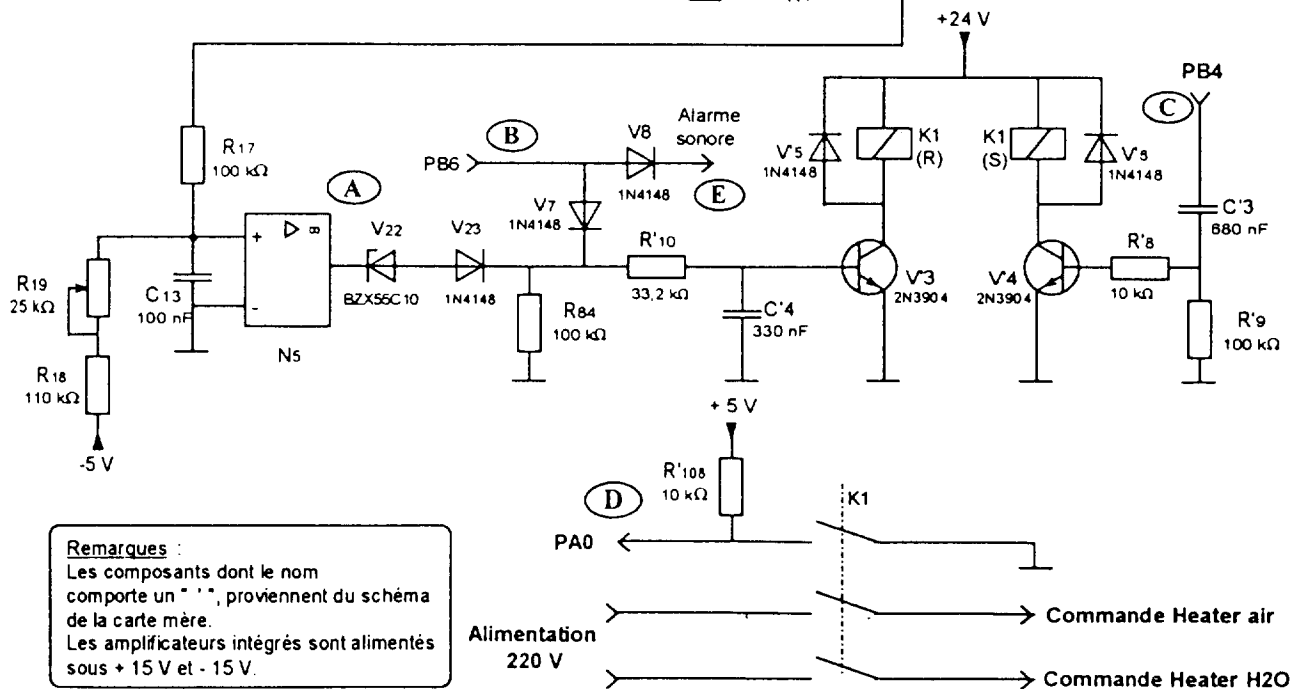 +24 V
PB4
C
Alarme
sonore
V8
1N4148
B
PB6
E
V'5
1N4148
K1
(R)
K1
(S)
V'6
1N4148
R17
100 kΩ
A
V7
1N4148
C'3
680 nF
+
-
▷ ∞
V22
BZX55C10
V23
1N4148
R'10
33,2 kΩ
V'3
2N3904
V'4
2N3904
R'8
10 kΩ
R19
25 kΩ
C13
100 nF
N5
R84
100 kΩ
C'4
330 nF
R'9
100 kΩ
R18
110 kΩ
-5 V
+ 5 V
R'108
10 kΩ
D
PA0
K1
Remarques :
Les composants dont le nom
comporte un " ' ", proviennent du schéma
de la carte mère.
Les amplificateurs intégrés sont alimentés
sous + 15 V et - 15 V.
Alimentation
220 V
Commande Heater air
Commande Heater H2O